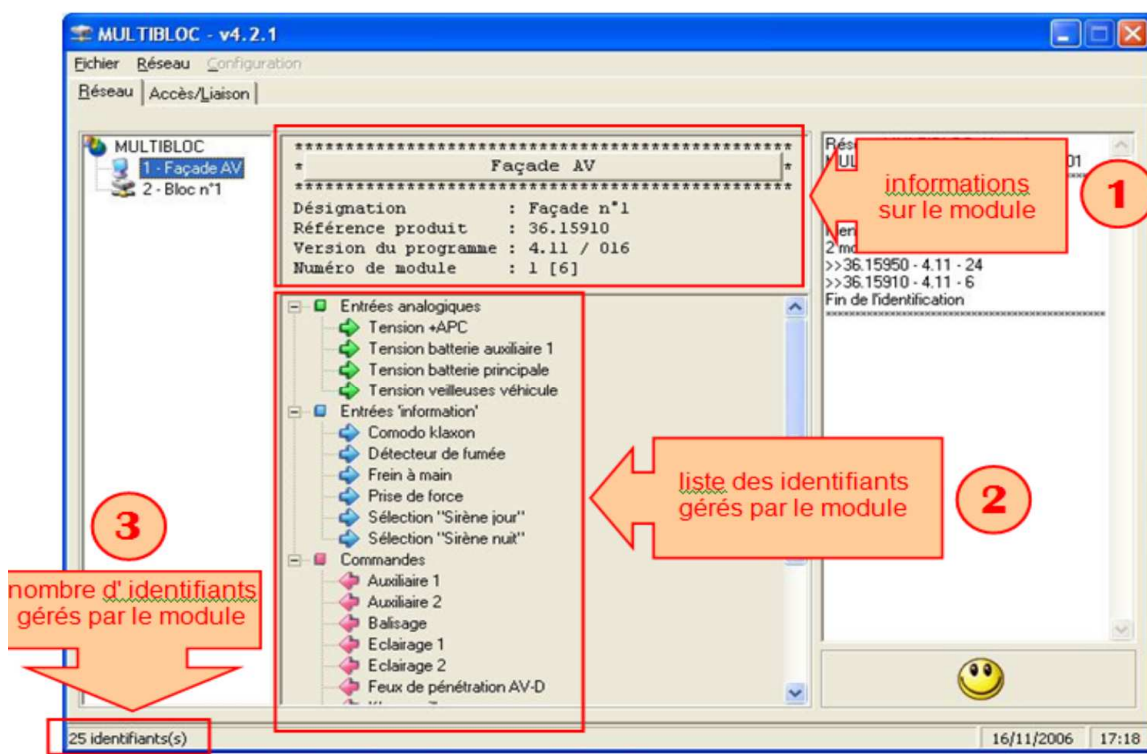 MULTIBLOC - v4.2.1
Fichier Réseau Configuration
Réseau Accès/Liaison
MULTIBLOC
1 - Façade AV
2 - Bloc n°1
**************************************************
* Façade AV *
**************************************************
Désignation : Façade n°1
Référence produit : 36.15910
Version du programme : 4.11 / 016
Numéro de module : 1 [6]
Entrées analogiques
Tension +APC
Tension batterie auxiliaire 1
Tension batterie principale
Tension veilleuses véhicule
Entrées 'information'
Comodo klaxon
Détecteur de fumée
Frein à main
Prise de force
Sélection "Sirène jour"
Sélection "Sirène nuit"
Commandes
Auxiliaire 1
Auxiliaire 2
Balisage
Eclairage 1
Eclairage 2
Feux de pénétration AV-D
01
>>36.15950 - 4.11 - 24
>>36.15910 - 4.11 - 6
Fin de l'identification
informations
sur le module
1
liste des identifiants
gérés par le module
2
3
nombre d' identifiants
gérés par le module
25 identifiants(s)
16/11/2006 17:18